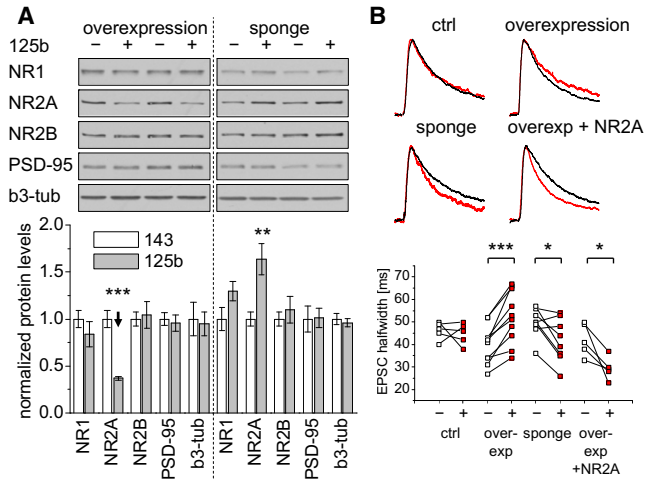 A
overexpression sponge
125b − + − + − + − +
NR1
NR2A
NR2B
PSD-95
b3-tub
normalized protein levels
2.0
1.5
1.0
0.5
0.0
143
125b
***
**
NR1 NR2A NR2B PSD-95 b3-tub NR1 NR2A NR2B PSD-95 b3-tub
B
ctrl overexpression
sponge overexp + NR2A
EPSC halfwidth [ms]
70
60
50
40
30
20
*** * *
− + − + − + − +
ctrl over- sponge over-
exp exp
+NR2A